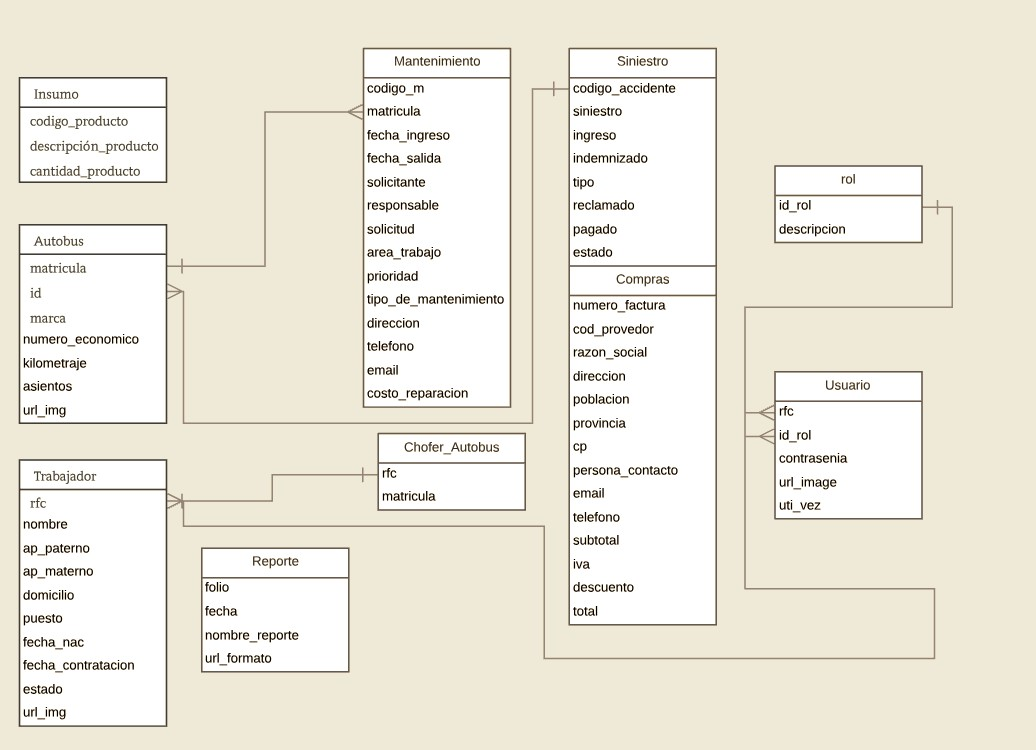 Insumo
codigo_producto
descripción_producto
cantidad_producto
Autobus
matricula
id
marca
numero_economico
kilometraje
asientos
url_img
Trabajador
rfc
nombre
ap_paterno
ap_materno
domicilio
puesto
fecha_nac
fecha_contratacion
estado
url_img
Mantenimiento
codigo_m
matricula
fecha_ingreso
fecha_salida
solicitante
responsable
solicitud
area_trabajo
prioridad
tipo_de_mantenimiento
direccion
telefono
email
costo_reparacion
Chofer_Autobus
rfc
matricula
Reporte
folio
fecha
nombre_reporte
url_formato
Siniestro
codigo_accidente
siniestro
ingreso
indemnizado
tipo
reclamado
pagado
estado
Compras
numero_factura
cod_provedor
razon_social
direccion
poblacion
provincia
cp
persona_contacto
email
telefono
subtotal
iva
descuento
total
rol
id_rol
descripcion
Usuario
rfc
id_rol
contrasenia
url_image
uti_vez